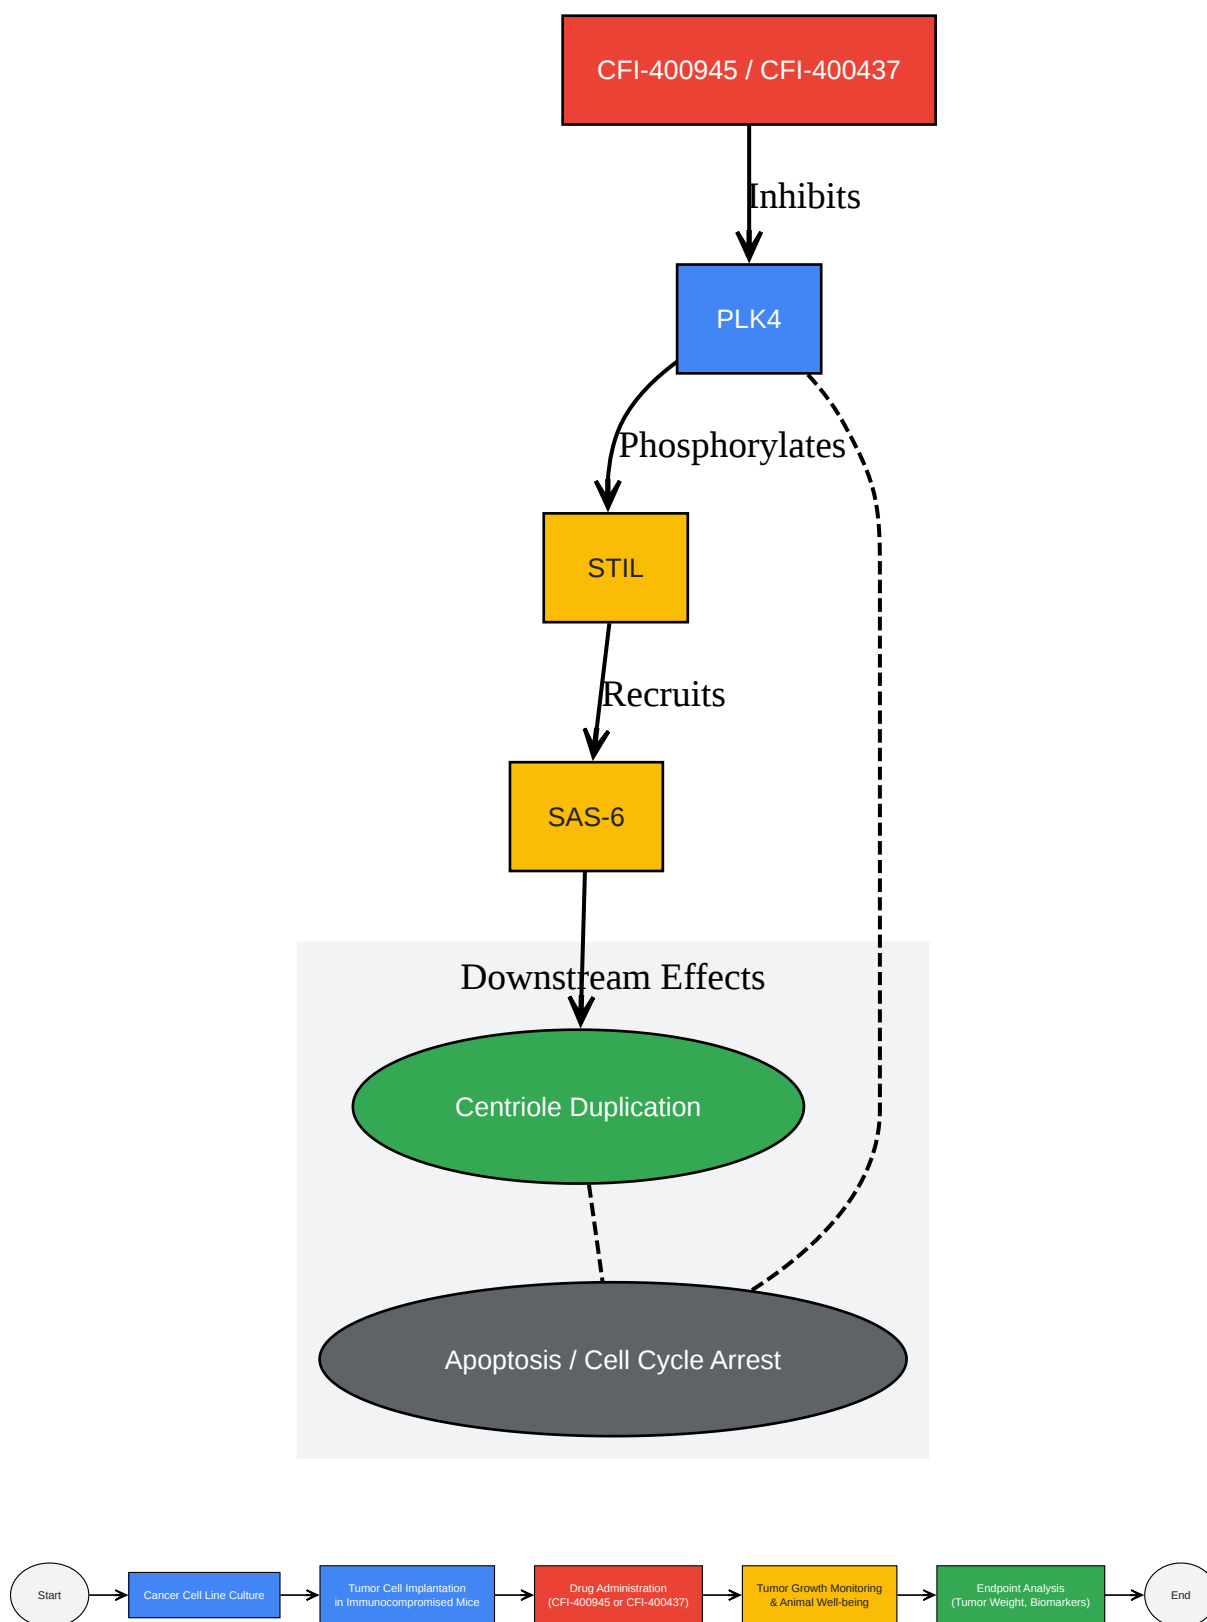 CFI-400945 / CFI-400437
Inhibits
PLK4
Phosphorylates
STIL
Recruits
SAS-6
Downstream Effects
Centriole Duplication
Apoptosis / Cell Cycle Arrest
Start
Cancer Cell Line Culture
Tumor Cell Implantation
in Immunocompromised Mice
Drug Administration
(CFI-400945 or CFI-400437)
Tumor Growth Monitoring
& Animal Well-being
Endpoint Analysis
(Tumor Weight, Biomarkers)
End